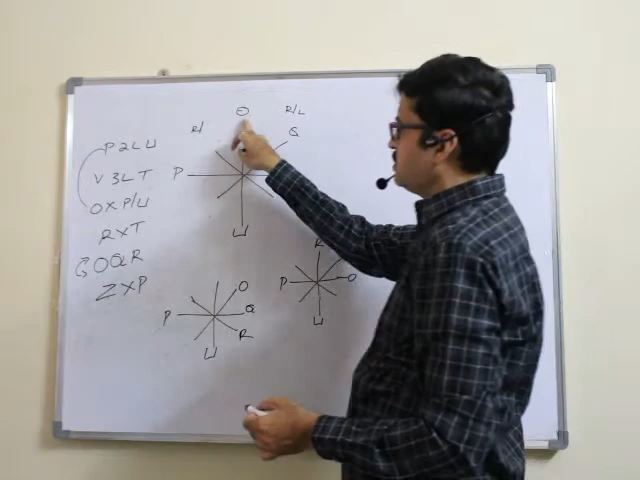 O R/L
R/ Q
P2LU
V3LT P
OXP/U
RXT U
GOQR R
ZXP P O
O U
P Q
R
U